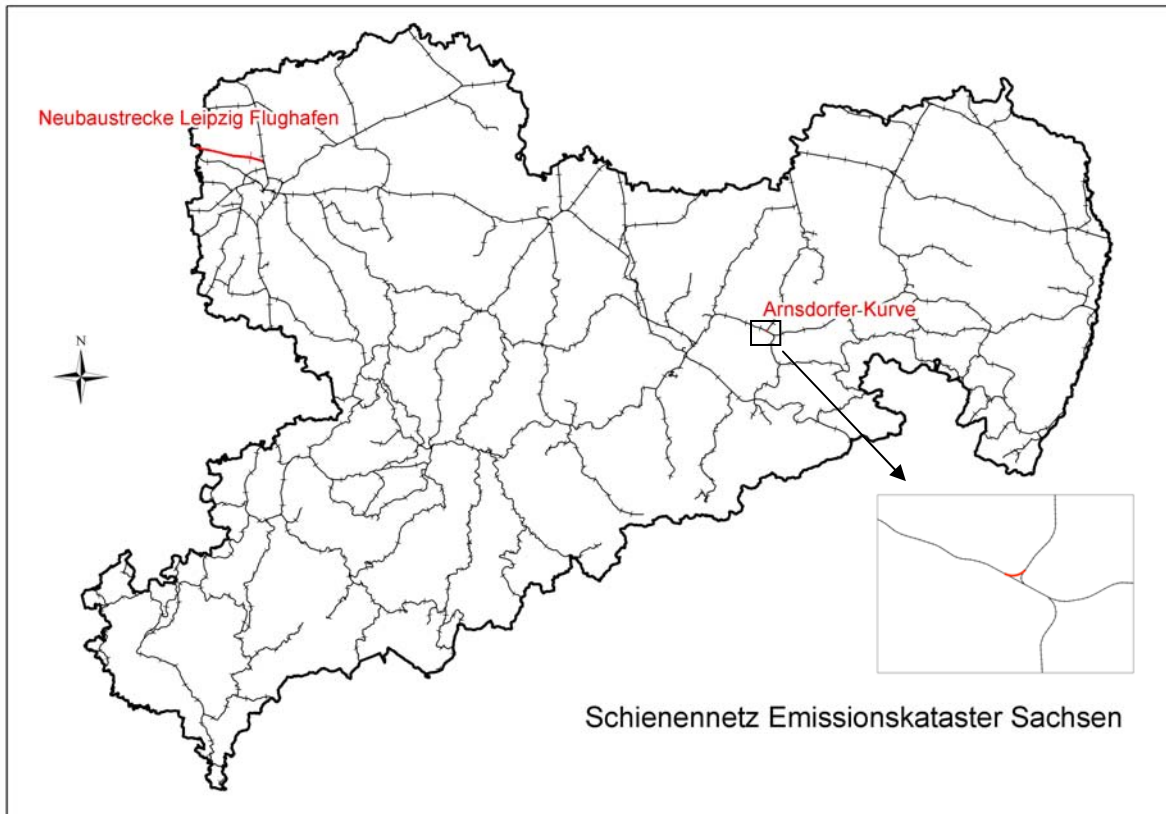 Neubaustrecke Leipzig Flughafen
Arnsdorfer-Kurve
N
Schienennetz Emissionskataster Sachsen